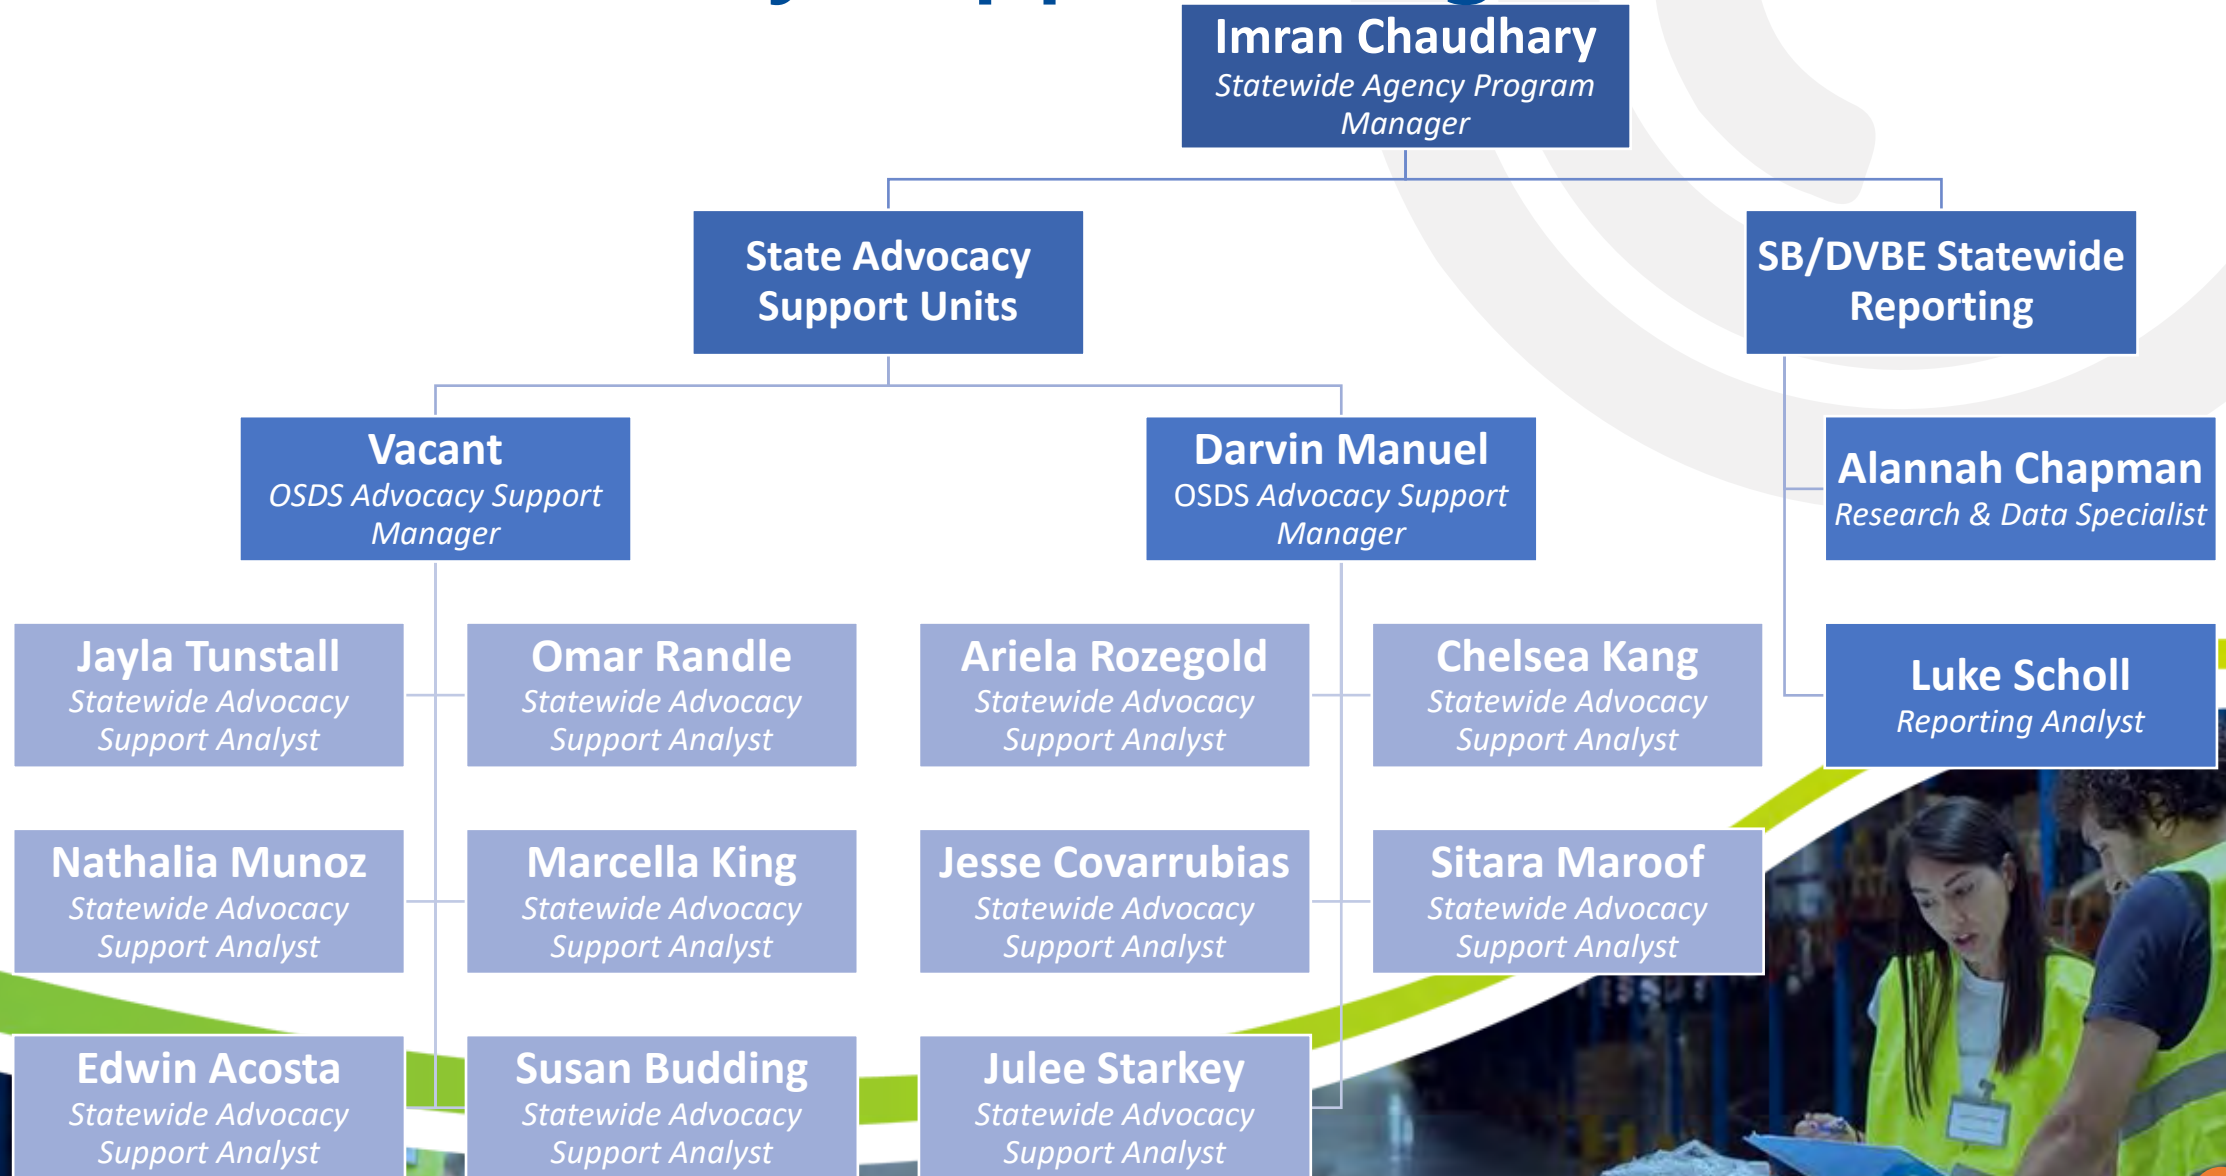 Imran Chaudhary
Statewide Agency Program
Manager
State Advocacy
Support Units
SB/DVBE Statewide
Reporting
Vacant
OSDS Advocacy Support
Manager
Darvin Manuel
OSDS Advocacy Support
Manager
Alannah Chapman
Research & Data Specialist
Jayla Tunstall
Statewide Advocacy
Support Analyst
Omar Randle
Statewide Advocacy
Support Analyst
Ariela Rozegold
Statewide Advocacy
Support Analyst
Chelsea Kang
Statewide Advocacy
Support Analyst
Luke Scholl
Reporting Analyst
Nathalia Munoz
Statewide Advocacy
Support Analyst
Marcella King
Statewide Advocacy
Support Analyst
Jesse Covarrubias
Statewide Advocacy
Support Analyst
Sitara Maroof
Statewide Advocacy
Support Analyst
Edwin Acosta
Statewide Advocacy
Support Analyst
Susan Budding
Statewide Advocacy
Support Analyst
Julee Starkey
Statewide Advocacy
Support Analyst